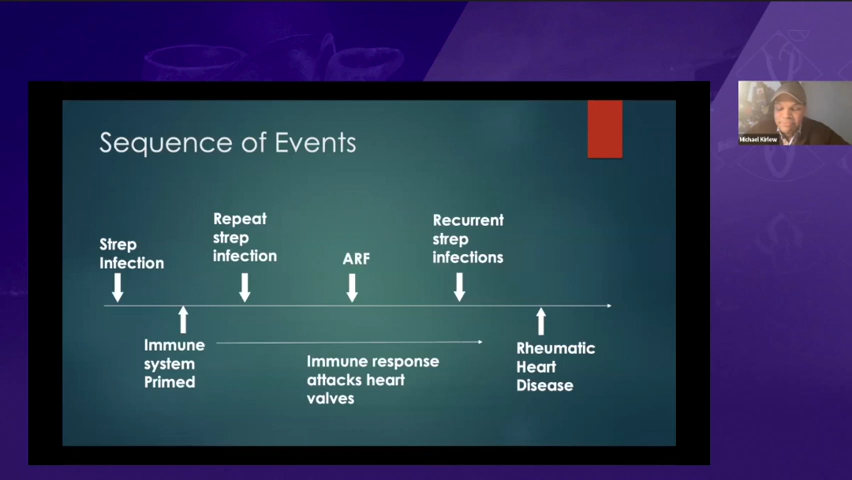 Sequence of Events
Strep
Infection
Repeat
strep
infection
ARF
Recurrent
strep
infections
Immune
system
Primed
Immune response
attacks heart
valves
Rheumatic
Heart
Disease
Michael Kirlew